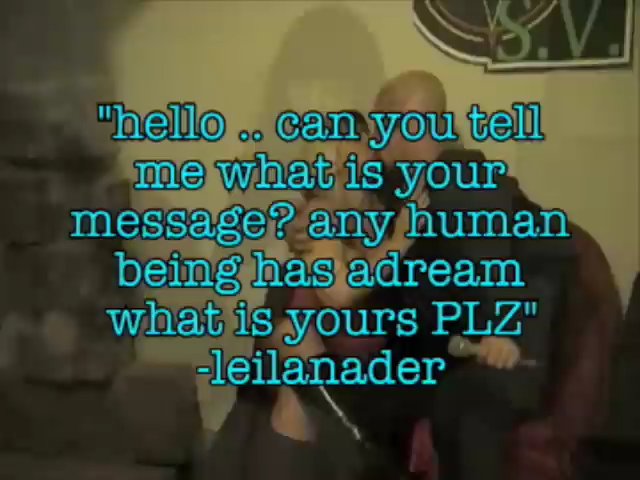 S.V.
"hello .. can you tell
me what is your
message? any human
being has adream
what is yours PLZ"
-leilanader